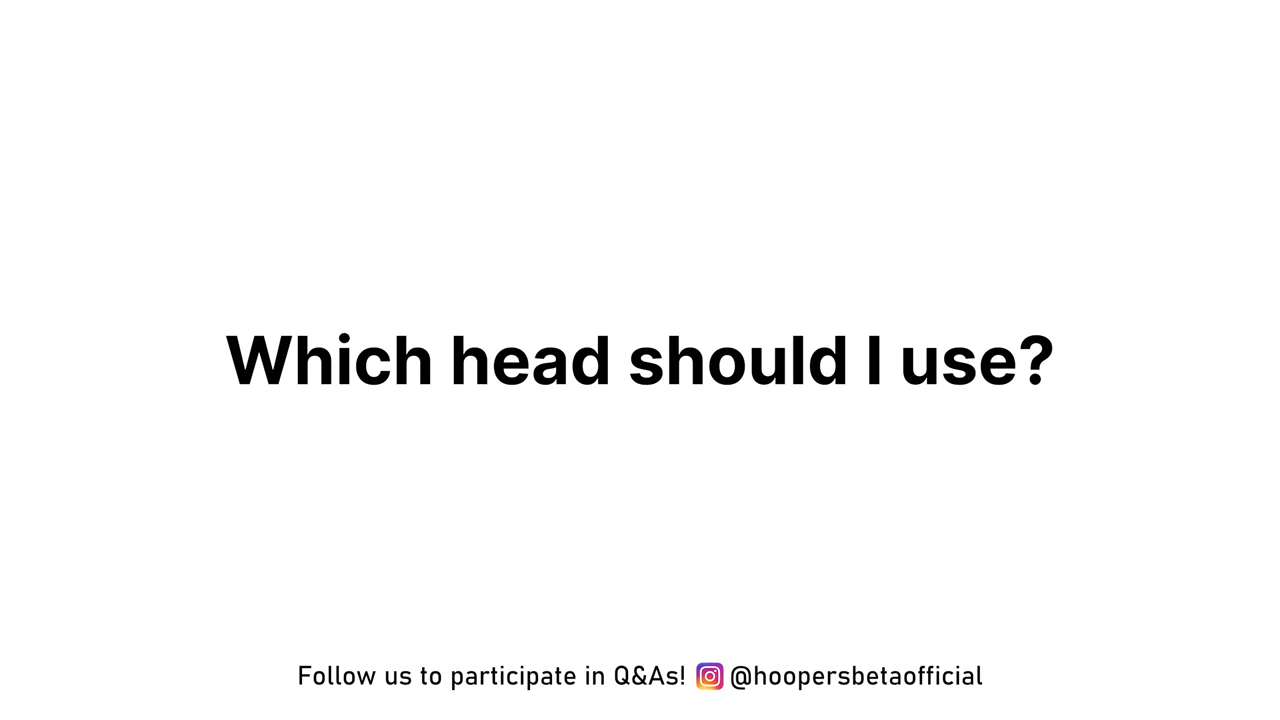 Which head should I use?
Follow us to participate in Q&As! @hoopersbetaofficial